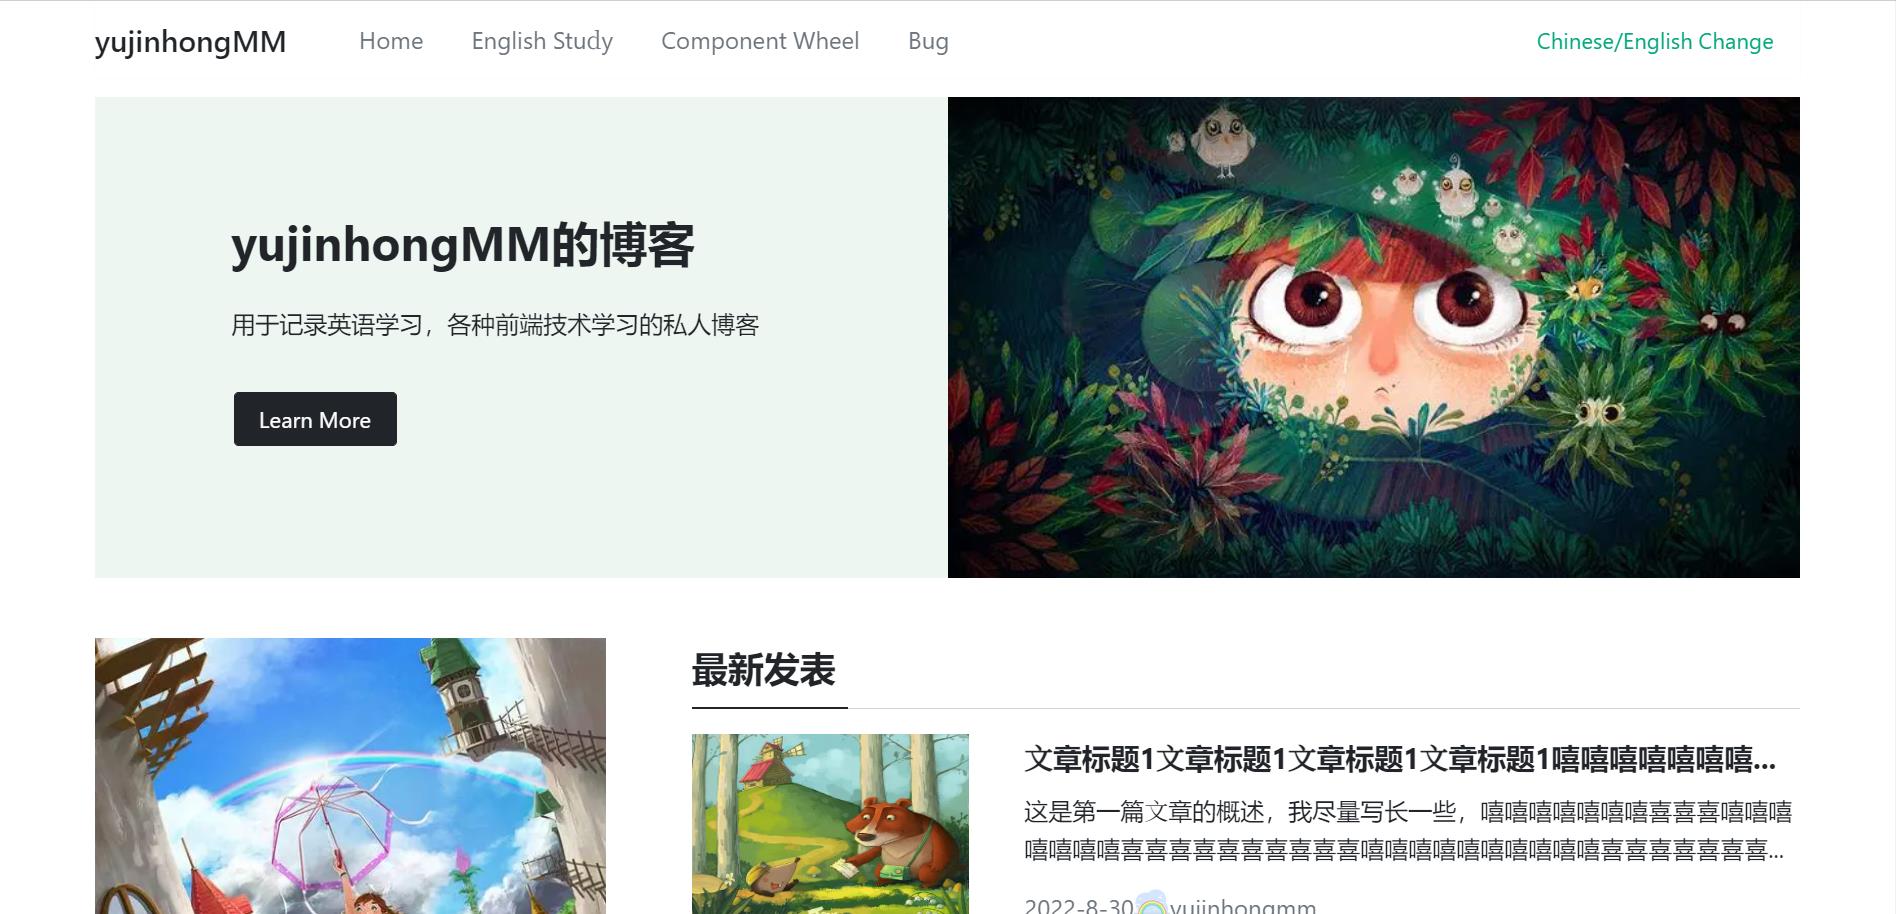 yujinhongMM
Home
English Study
Component Wheel
Bug
Chinese/English Change
yujinhongMM的博客
用于记录英语学习，各种前端技术学习的私人博客
Learn More
最新发表
文章标题1文章标题1文章标题1文章标题1嘻嘻嘻嘻嘻嘻嘻...
这是第一篇文章的概述，我尽量写长一些，嘻嘻嘻嘻嘻嘻嘻喜喜喜嘻嘻嘻
嘻嘻嘻嘻喜喜喜喜喜喜喜喜喜喜嘻嘻嘻嘻嘻嘻嘻嘻嘻嘻喜喜喜喜喜喜喜...
2022-8-30 yujinhongmm